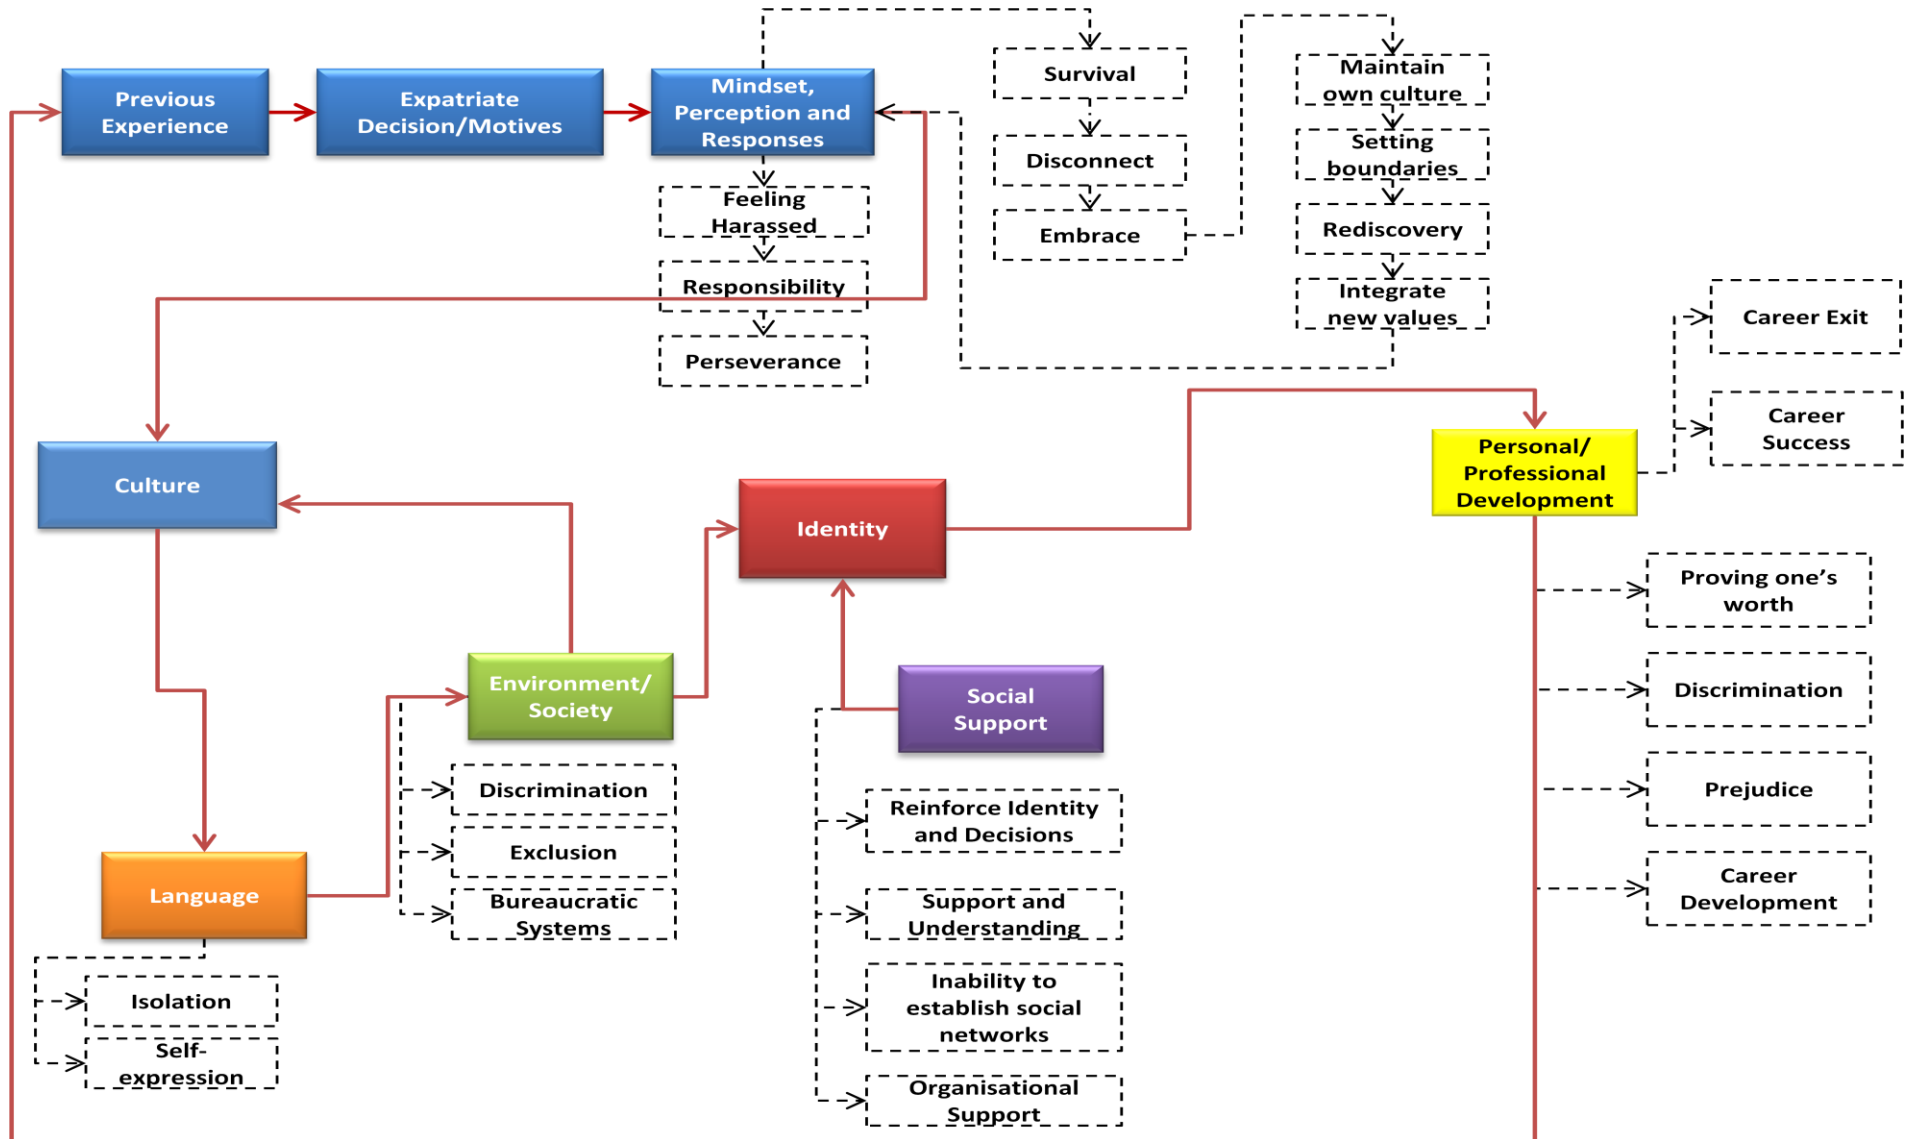 Previous
Experience
Expatriate
Decision/Motives
Mindset,
Perception and
Responses
Feeling
Harassed
Responsibility
Perseverance
Survival
Disconnect
Embrace
Maintain
own culture
Setting
boundaries
Rediscovery
Integrate
new values
Career Exit
Career
Success
Culture
Identity
Personal/
Professional
Development
Proving one’s
worth
Discrimination
Prejudice
Career
Development
Environment/
Society
Discrimination
Exclusion
Bureaucratic
Systems
Social
Support
Reinforce Identity
and Decisions
Support and
Understanding
Inability to
establish social
networks
Organisational
Support
Language
Isolation
Self-
expression